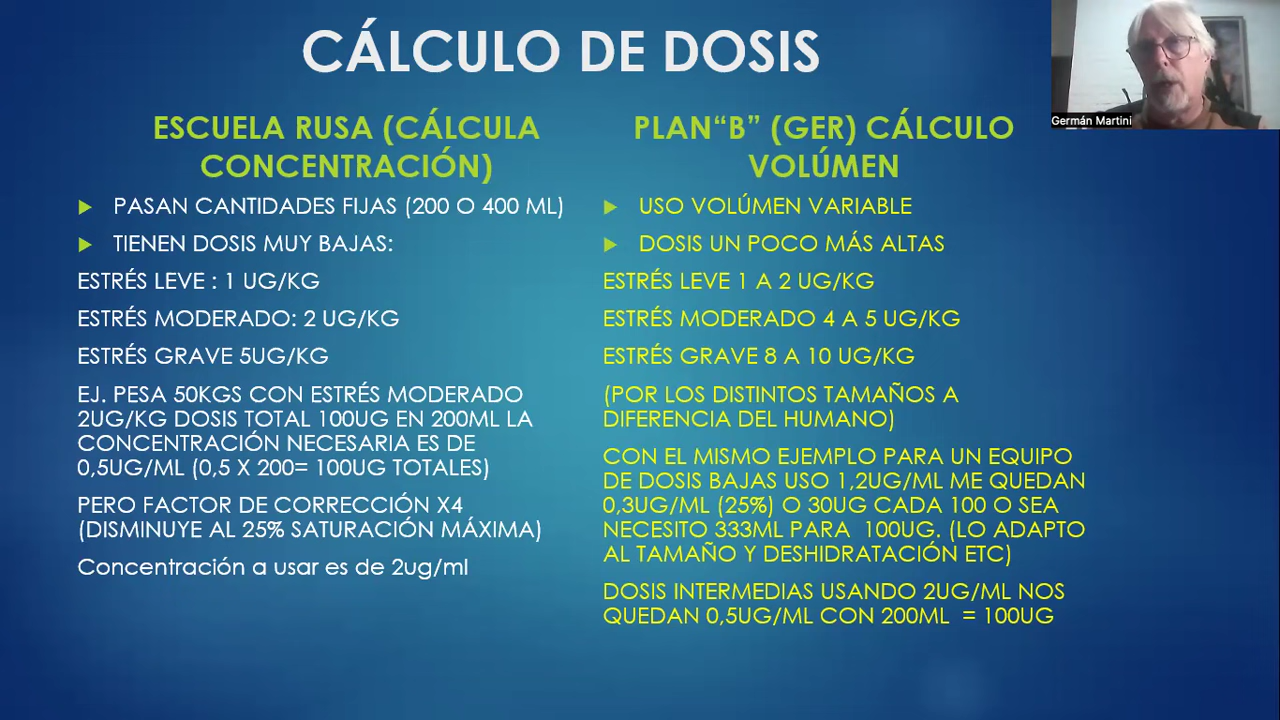 CÁLCULO DE DOSIS
ESCUELA RUSA (CÁLCULA
CONCENTRACIÓN)
PASAN CANTIDADES FIJAS (200 O 400 ML)
TIENEN DOSIS MUY BAJAS:
ESTRÉS LEVE : 1 UG/KG
ESTRÉS MODERADO: 2 UG/KG
ESTRÉS GRAVE 5UG/KG
EJ. PESA 50KGS CON ESTRÉS MODERADO
2UG/KG DOSIS TOTAL 100UG EN 200ML LA
CONCENTRACIÓN NECESARIA ES DE
0,5UG/ML (0,5 X 200= 100UG TOTALES)
PERO FACTOR DE CORRECCIÓN X4
(DISMINUYE AL 25% SATURACIÓN MÁXIMA)
Concentración a usar es de 2ug/ml
PLAN“B” (GER) CÁLCULO
VOLÚMEN
USO VOLÚMEN VARIABLE
DOSIS UN POCO MÁS ALTAS
ESTRÉS LEVE 1 A 2 UG/KG
ESTRÉS MODERADO 4 A 5 UG/KG
ESTRÉS GRAVE 8 A 10 UG/KG
(POR LOS DISTINTOS TAMAÑOS A
DIFERENCIA DEL HUMANO)
CON EL MISMO EJEMPLO PARA UN EQUIPO
DE DOSIS BAJAS USO 1,2UG/ML ME QUEDAN
0,3UG/ML (25%) O 30UG CADA 100 O SEA
NECESITO 333ML PARA  100UG. (LO ADAPTO
AL TAMAÑO Y DESHIDRATACIÓN ETC)
DOSIS INTERMEDIAS USANDO 2UG/ML NOS
QUEDAN 0,5UG/ML CON 200ML  = 100UG
Germán Martini